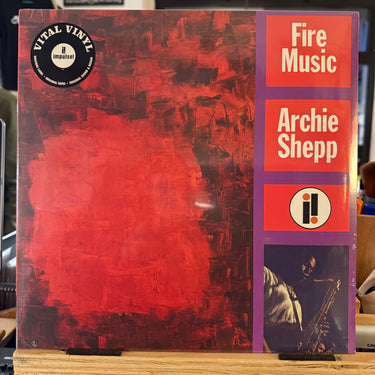 VITAL VINYL
impulse!
Fire
Music
Archie
Shepp
i!